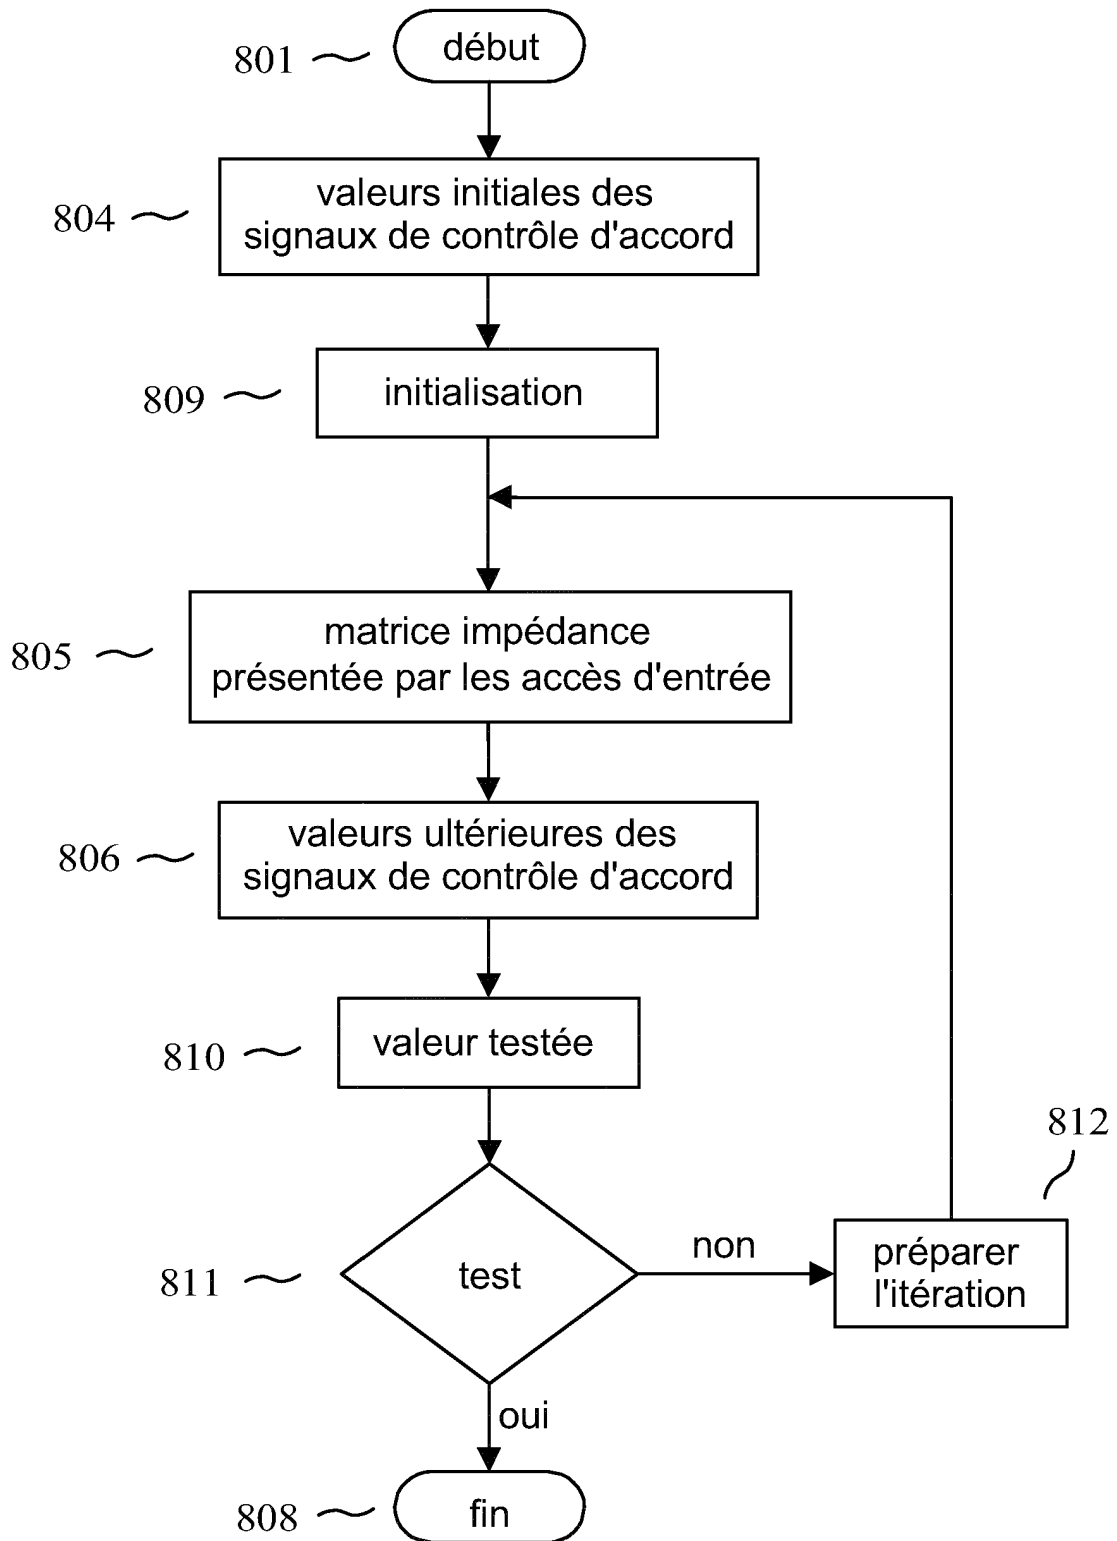 801
début
804
valeurs initiales des
signaux de contrôle d'accord
809
initialisation
805
matrice impédance
présentée par les accès d'entrée
806
valeurs ultérieures des
signaux de contrôle d'accord
810
valeur testée
811
test
non
812
préparer
l'itération
oui
808
fin